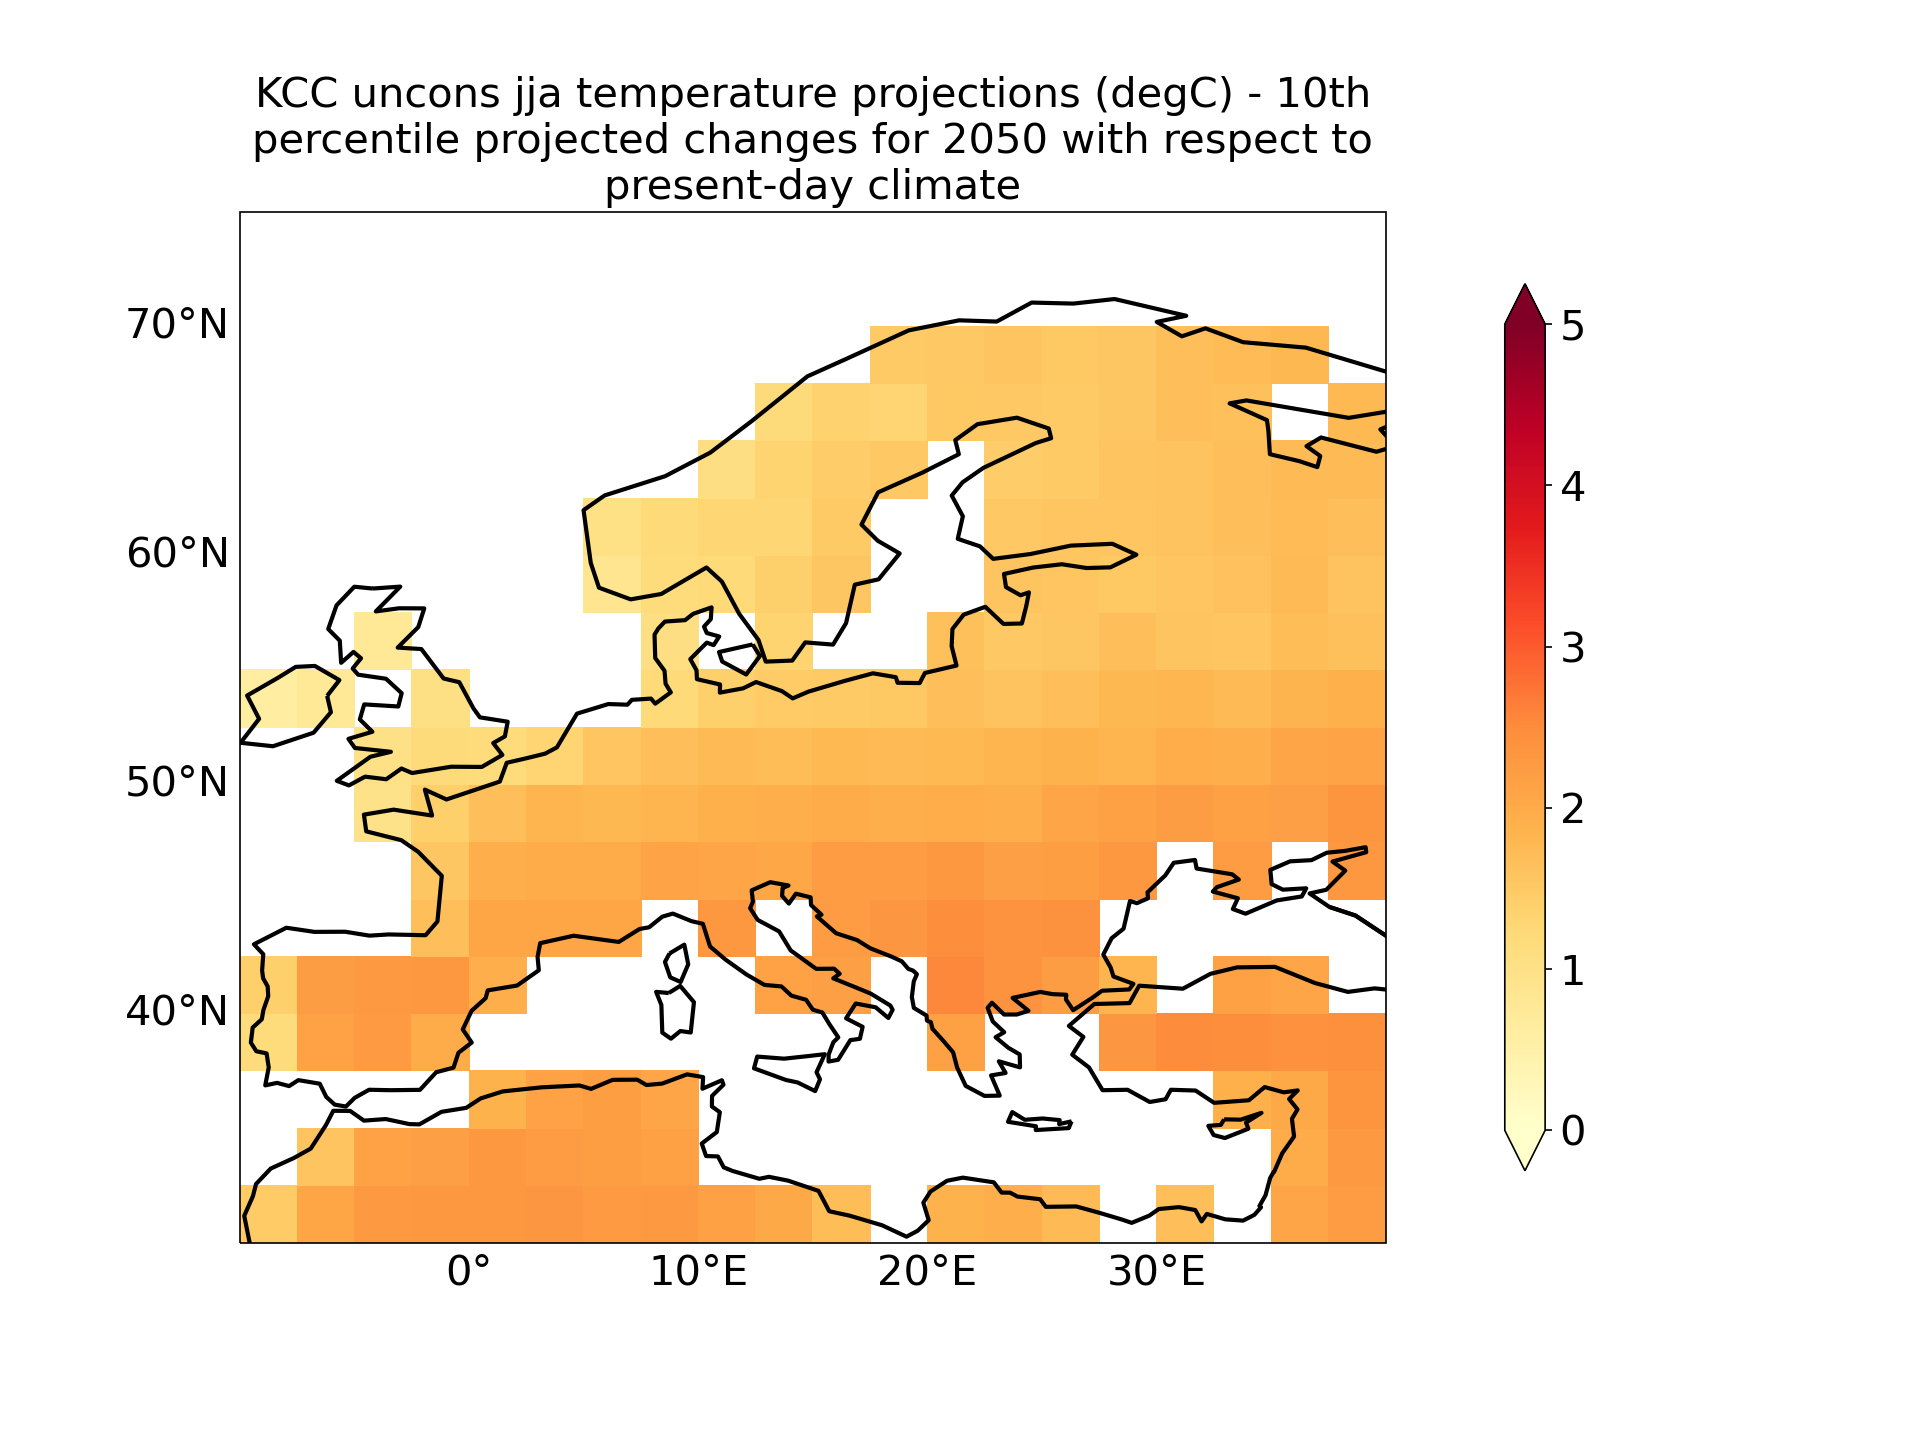 KCC uncons jja temperature projections (degC) - 10th
percentile projected changes for 2050 with respect to
present-day climate
70°N
60°N
50°N
40°N
0°
10°E
20°E
30°E
5
4
3
2
1
0